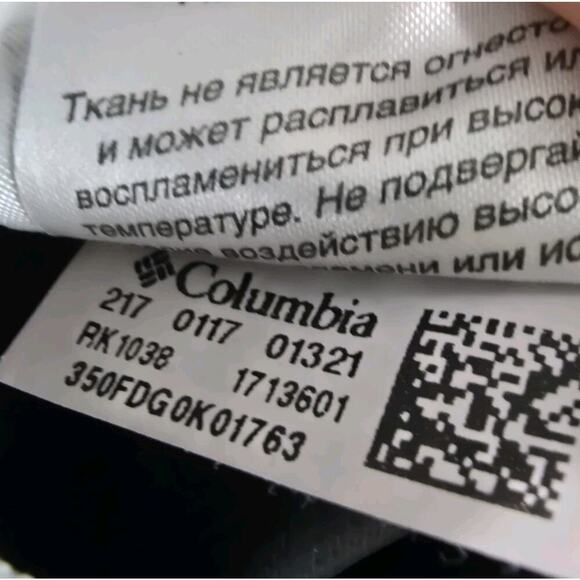 Ткань не является огнесто
и может расплавиться ил
воспламениться при высо
температуре. Не подверга
воздействию высо
или ис
Columbia
217 0117 01321
RK1038 1713601
350FDG0K01763